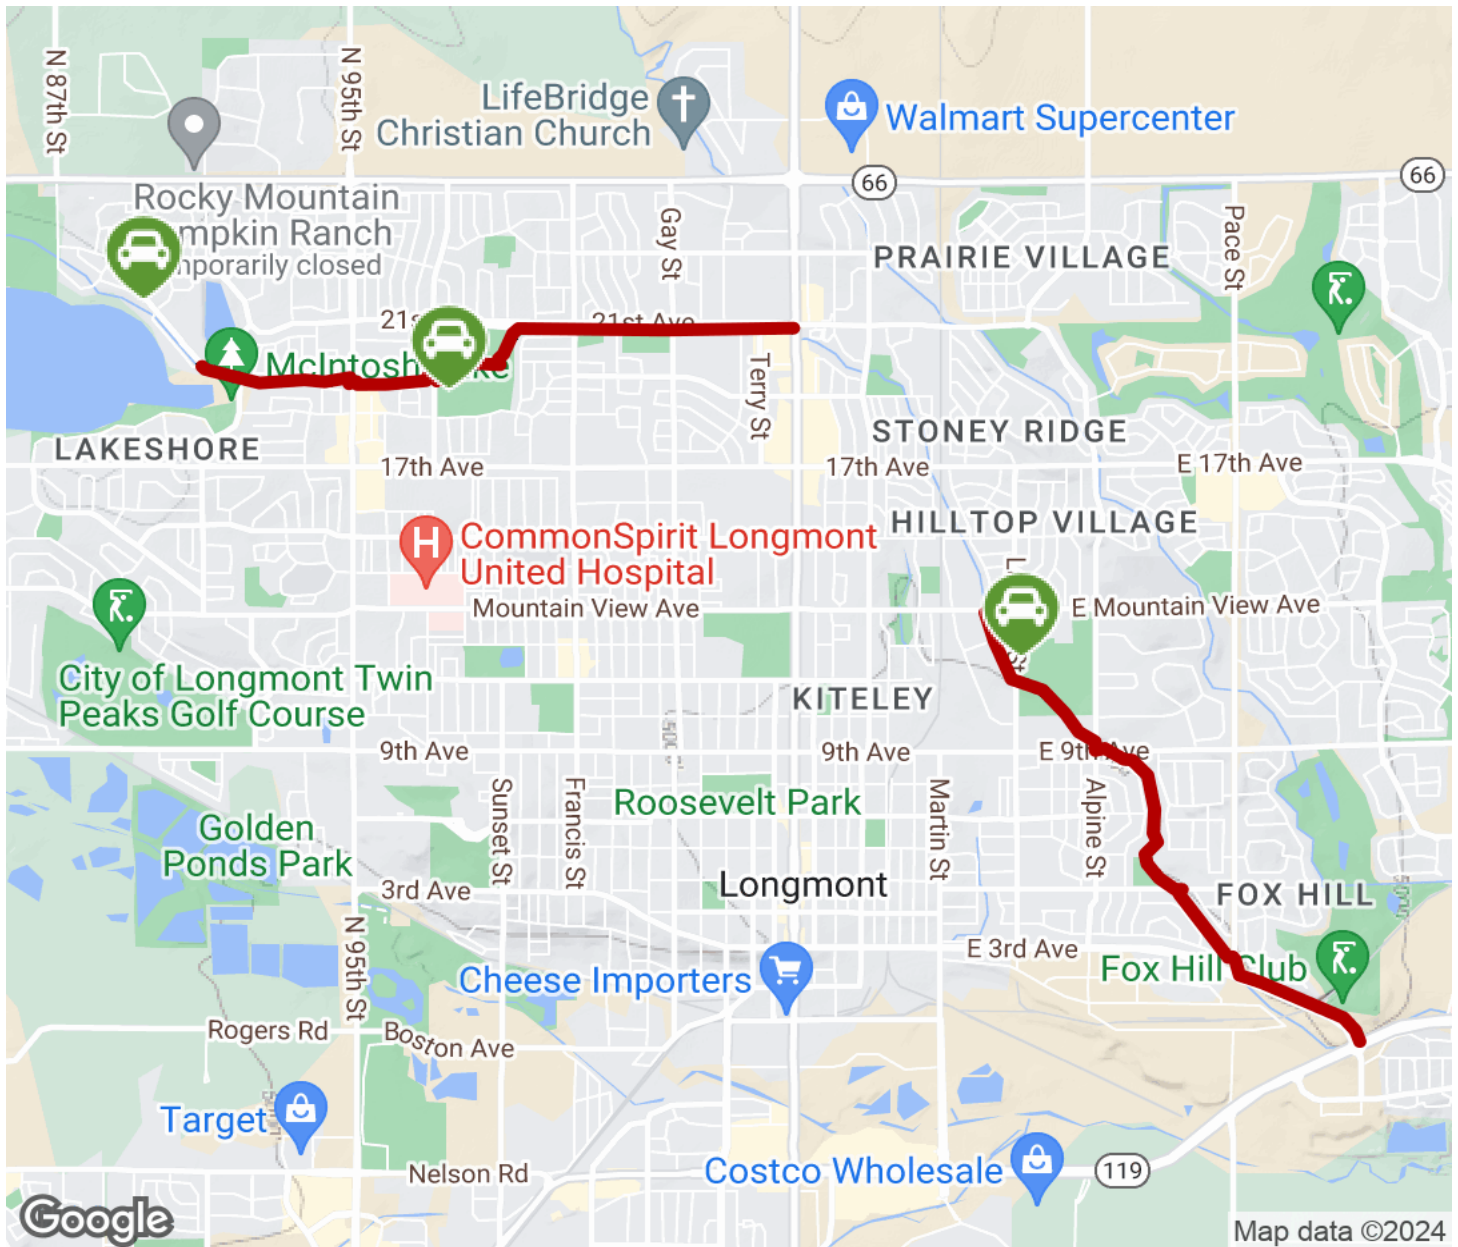 N 87th St
N 95th St
LifeBridge
Christian Church
Walmart Supercenter
66
66
Rocky Mountain
mpkin Ranch
mporarily closed
Gay St
Pace St
PRAIRIE VILLAGE
21st Ave
McIntosh
Terry St
LAKESHORE
STONEY RIDGE
17th Ave
17th Ave
E 17th Ave
HILLTOP VILLAGE
H
CommonSpirit Longmont
United Hospital
Mountain View Ave
E Mountain View Ave
City of Longmont Twin
Peaks Golf Course
KITELEY
9th Ave
9th Ave
E 9th Ave
Sunset St
Francis St
Roosevelt Park
Martin St
Alpine St
Golden
Ponds Park
Longmont
3rd Ave
FOX HILL
N 95th St
E 3rd Ave
Fox Hill Club
Cheese Importers
Rogers Rd
Boston Ave
Target
Nelson Rd
Costco Wholesale
119
Google
Map data ©2024